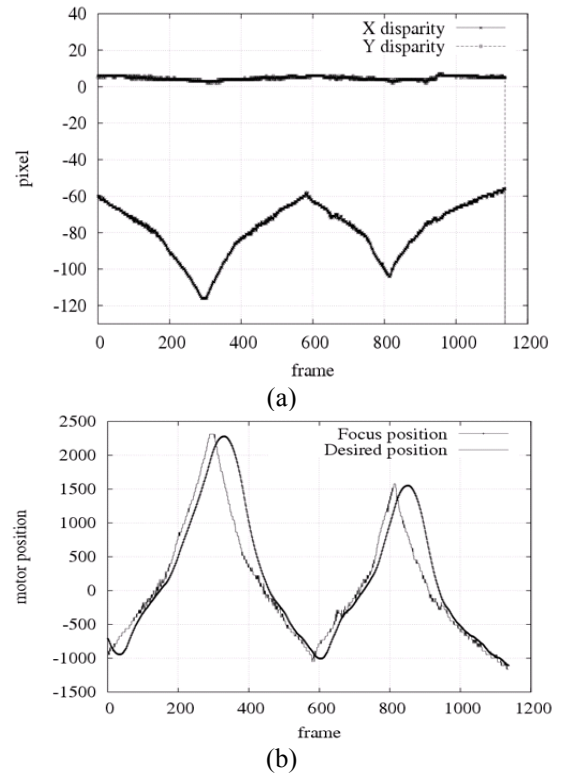 40
X disparity
Y disparity
20
0
-20
-40
-60
-80
-100
-120
pixel
0 200 400 600 800 1000 1200
frame
(a)
2500
Focus position
Desired position
2000
1500
1000
500
0
-500
-1000
-1500
motor position
0 200 400 600 800 1000 1200
frame
(b)